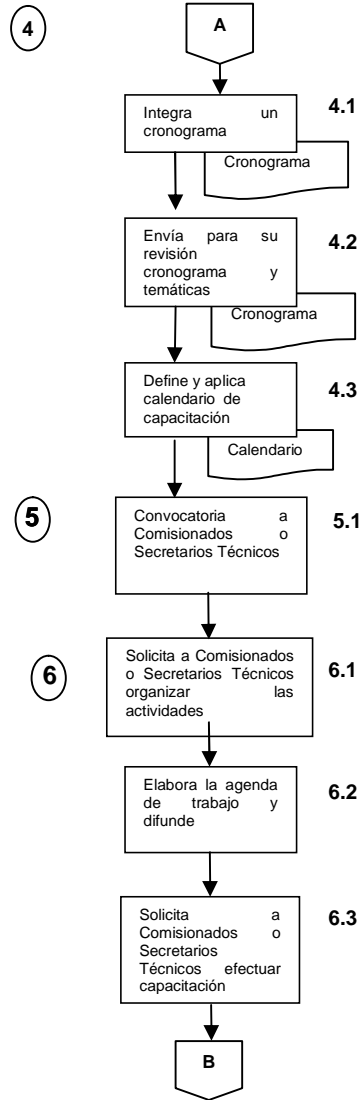 4
A
Integra un
cronograma
4.1
Cronograma
Envía para su
revisión
cronograma y
temáticas
4.2
Cronograma
Define y aplica
calendario de
capacitación
4.3
Calendario
5
Convocatoria a
Comisionados o
Secretarios Técnicos
5.1
6
Solicita a Comisionados
o Secretarios Técnicos
organizar las
actividades
6.1
Elabora la agenda
de trabajo y
difunde
6.2
Solicita a
Comisionados o
Secretarios
Técnicos efectuar
capacitación
6.3
B